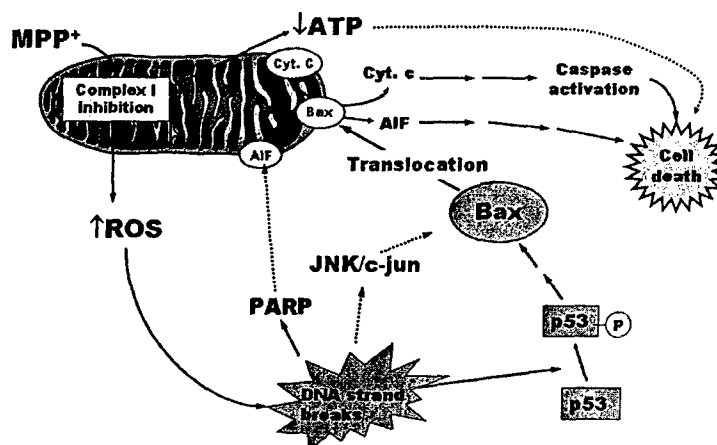 ↓ATP
MPP⁺
Cyt. C
Cyt. c
Caspase
activation
Complex I
inhibition
Bax
AIF
AIF
Cell
death
Translocation
Bax
↑ROS
JNK/c-jun
PARP
p53
P
DNA strand
breaks
p53